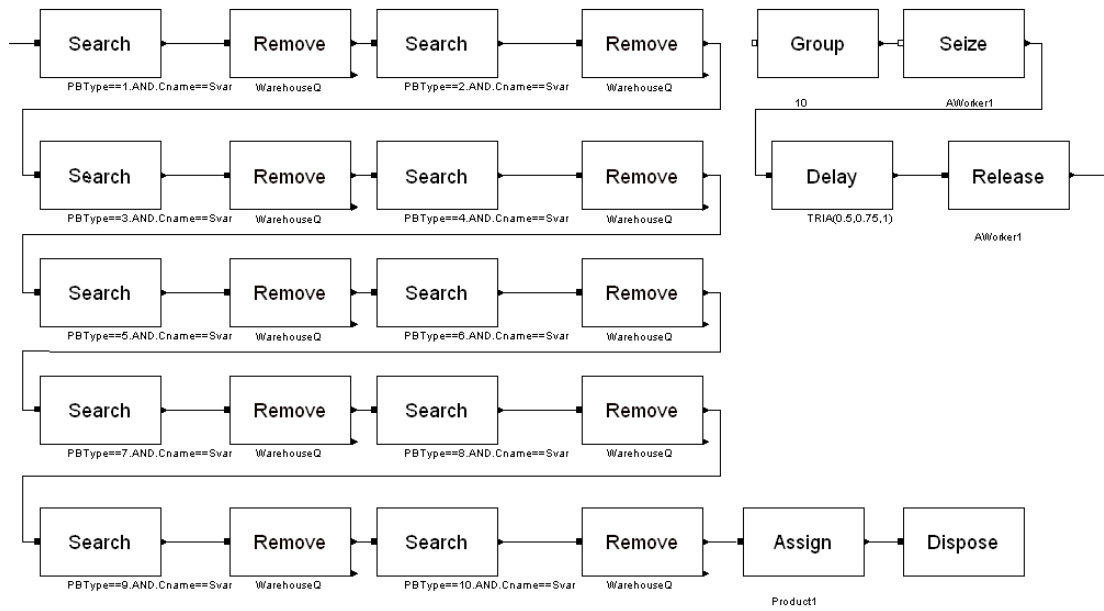 Search Remove Search Remove Group Seize
PBType==1.AND.Cname==Svar WarehouseQ PBType==2.AND.Cname==Svar WarehouseQ
10 AWorker1
Search Remove Search Remove Delay Release
PBType==3.AND.Cname==Svar WarehouseQ PBType==4.AND.Cname==Svar WarehouseQ TRIA(0.5,0.75,1)
AWorker1
Search Remove Search Remove
PBType==5.AND.Cname==Svar WarehouseQ PBType==6.AND.Cname==Svar WarehouseQ
Search Remove Search Remove
PBType==7.AND.Cname==Svar WarehouseQ PBType==8.AND.Cname==Svar WarehouseQ
Search Remove Search Remove Assign Dispose
PBType==9.AND.Cname==Svar WarehouseQ PBType==10.AND.Cname==Svar WarehouseQ
Product1